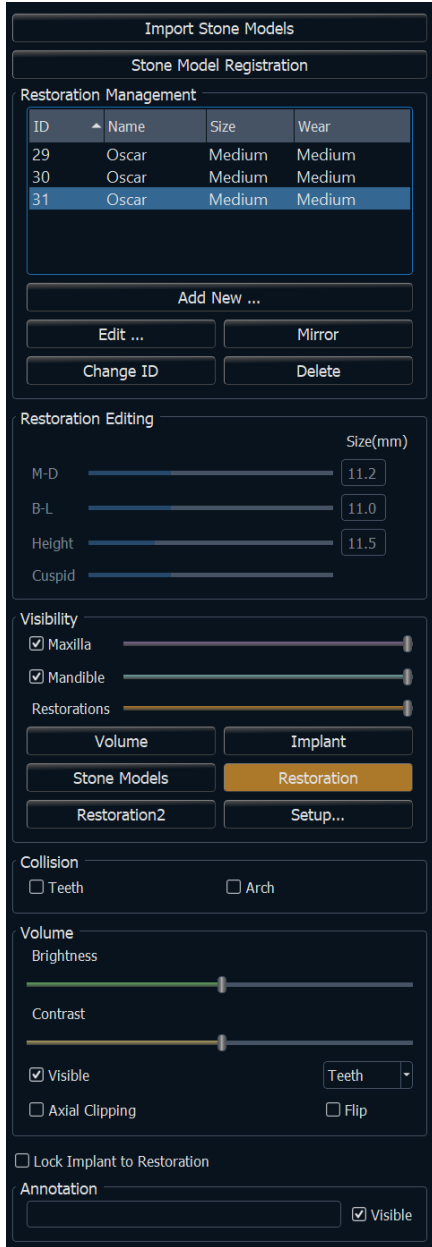 Import Stone Models
Stone Model Registration
Restoration Management
ID Name Size Wear
29 Oscar Medium Medium
30 Oscar Medium Medium
31 Oscar Medium Medium
Add New ...
Edit ... Mirror
Change ID Delete
Restoration Editing
Size(mm)
M-D 11.2
B-L 11.0
Height 11.5
Cuspid
Visibility
Maxilla
Mandible
Restorations
Volume Implant
Stone Models Restoration
Restoration2 Setup...
Collision
Teeth Arch
Volume
Brightness
Contrast
Visible Teeth
Axial Clipping Flip
Lock Implant to Restoration
Annotation
Visible